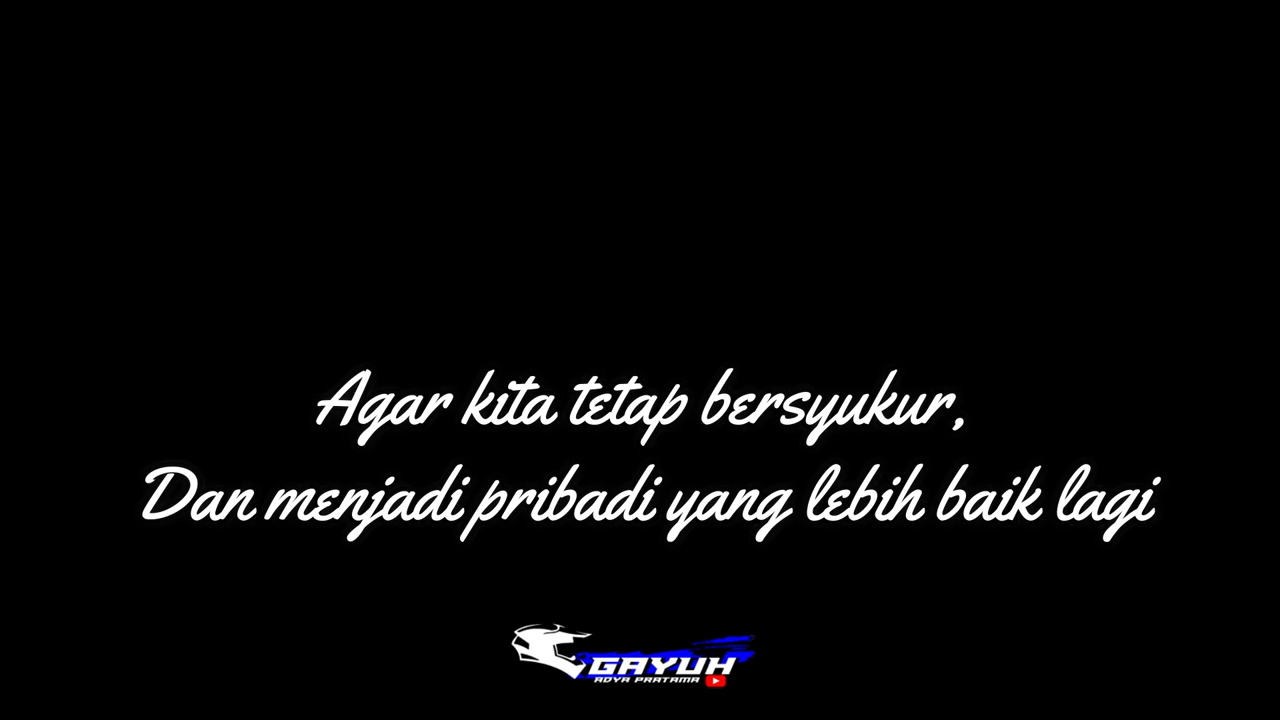 Agar kita tetap bersyukur,
Dan menjadi pribadi yang lebih baik lagi
GAYUH
ADYA PRATAMA